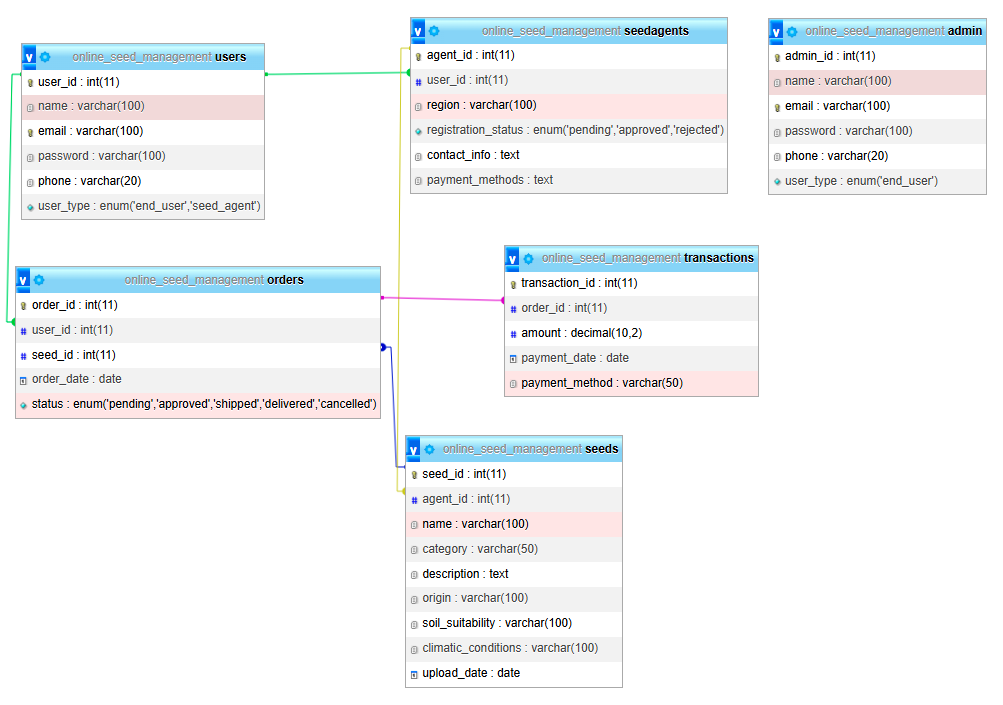 online_seed_management users
user_id : int(11)
name : varchar(100)
email : varchar(100)
password : varchar(100)
phone : varchar(20)
user_type : enum('end_user','seed_agent')
online_seed_management seedagents
agent_id : int(11)
user_id : int(11)
region : varchar(100)
registration_status : enum('pending','approved','rejected')
contact_info : text
payment_methods : text
online_seed_management admin
admin_id : int(11)
name : varchar(100)
email : varchar(100)
password : varchar(100)
phone : varchar(20)
user_type : enum('end_user')
online_seed_management orders
order_id : int(11)
user_id : int(11)
seed_id : int(11)
order_date : date
status : enum('pending','approved','shipped','delivered','cancelled')
online_seed_management transactions
transaction_id : int(11)
order_id : int(11)
amount : decimal(10,2)
payment_date : date
payment_method : varchar(50)
online_seed_management seeds
seed_id : int(11)
agent_id : int(11)
name : varchar(100)
category : varchar(50)
description : text
origin : varchar(100)
soil_suitability : varchar(100)
climatic_conditions : varchar(100)
upload_date : date